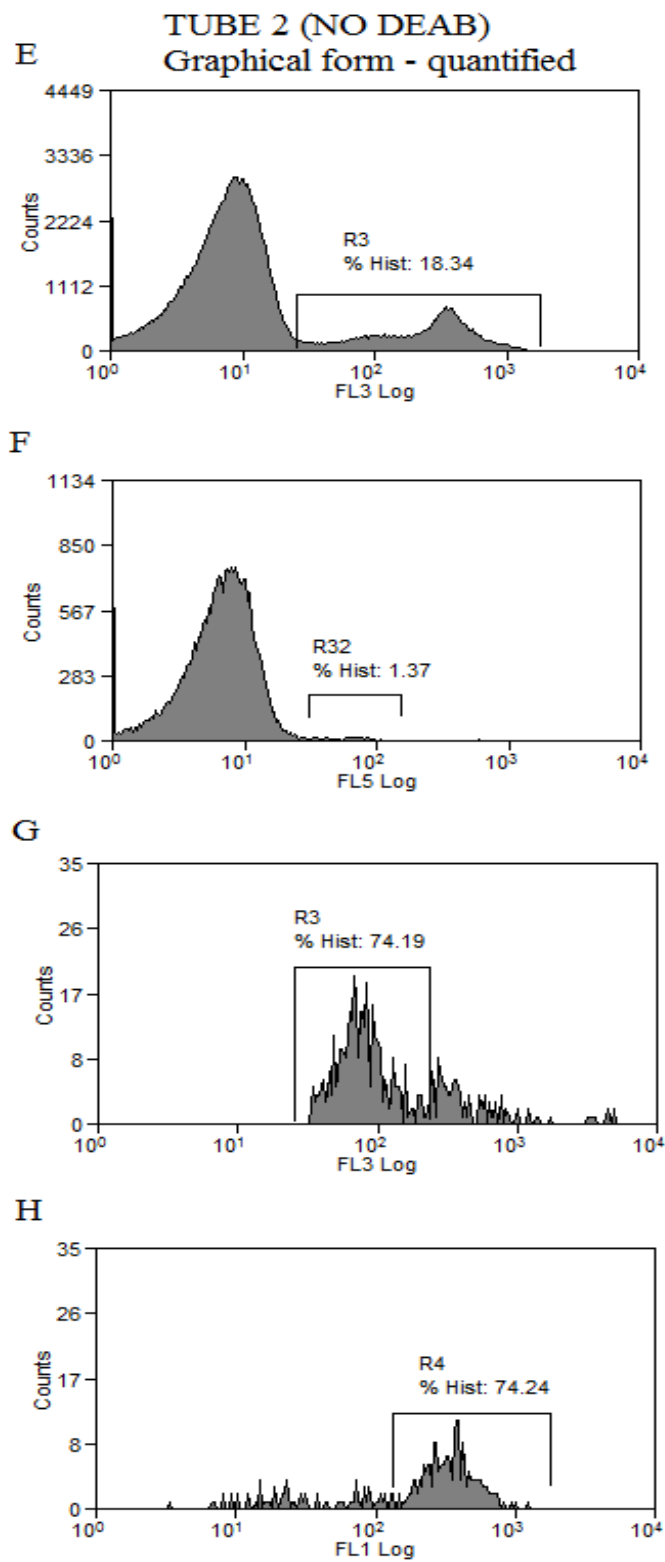 TUBE 2 (NO DEAB)
E Graphical form - quantified
4449
3336
2224
1112
0
Counts
R3
% Hist: 18.34
10^0 10^1 10^2 10^3 10^4
FL3 Log
F
1134
850
567
283
0
Counts
R32
% Hist: 1.37
10^0 10^1 10^2 10^3 10^4
FL5 Log
G
35
26
17
8
0
Counts
R3
% Hist: 74.19
10^0 10^1 10^2 10^3 10^4
FL3 Log
H
35
26
17
8
0
Counts
R4
% Hist: 74.24
10^0 10^1 10^2 10^3 10^4
FL1 Log